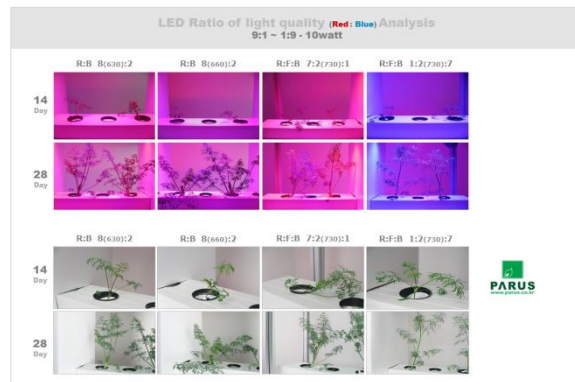 LED Ratio of light quality (Red : Blue) Analysis
9:1 ~ 1:9 - 10watt
R:B 8(630):2
R:B 8(660):2
R:F:B 7:2(730):1
R:F:B 1:2(730):7
14
Day
28
Day
R:B 8(630):2
R:B 8(660):2
R:F:B 7:2(730):1
R:F:B 1:2(730):7
14
Day
28
Day
PARUS
www.parus.co.kr